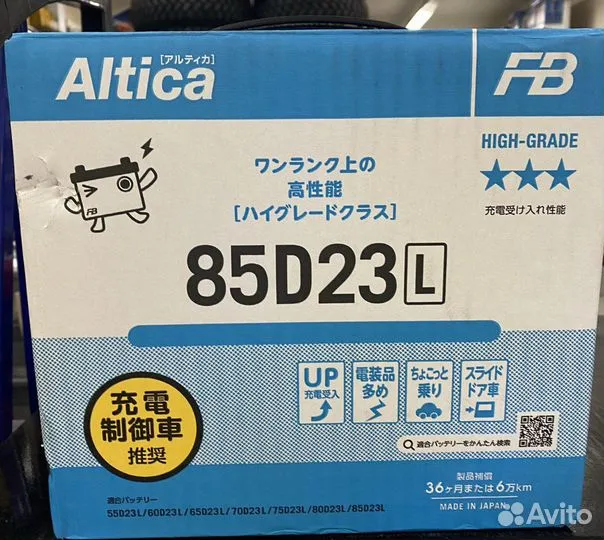 [アルティカ]
Altica
FB
HIGH-GRADE
充電受け入れ性能
FB
ワンランク上の
高性能
[ハイグレードクラス]
85D23 L
充電
制御車
推奨
UP
充電受入
電装品
多め
ちょこっと
乗り
スライド
ドア車
適合バッテリーをかんたん検索
適合バッテリー
55D23L/60D23L/65D23L/70D23L/75D23L/80D23L/85D23L
製品補償
36ヶ月または6万km
MADE IN JAPAN
Avito